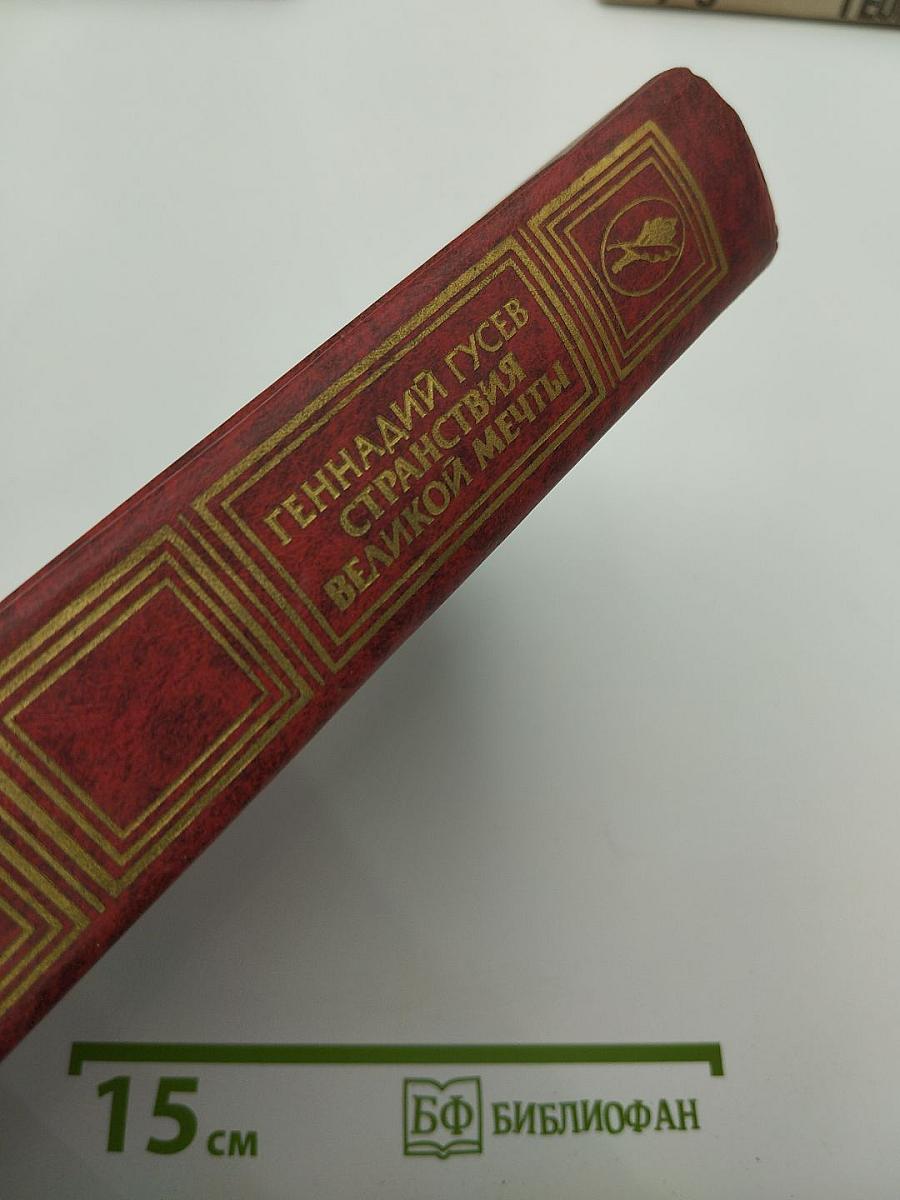 ГЕННАДИЙ ГУСЕВ
СТРАНСТВИЯ
ВЕЛИКОЙ МЕЧТЫ
15 см
БФ БИБЛИОФАН